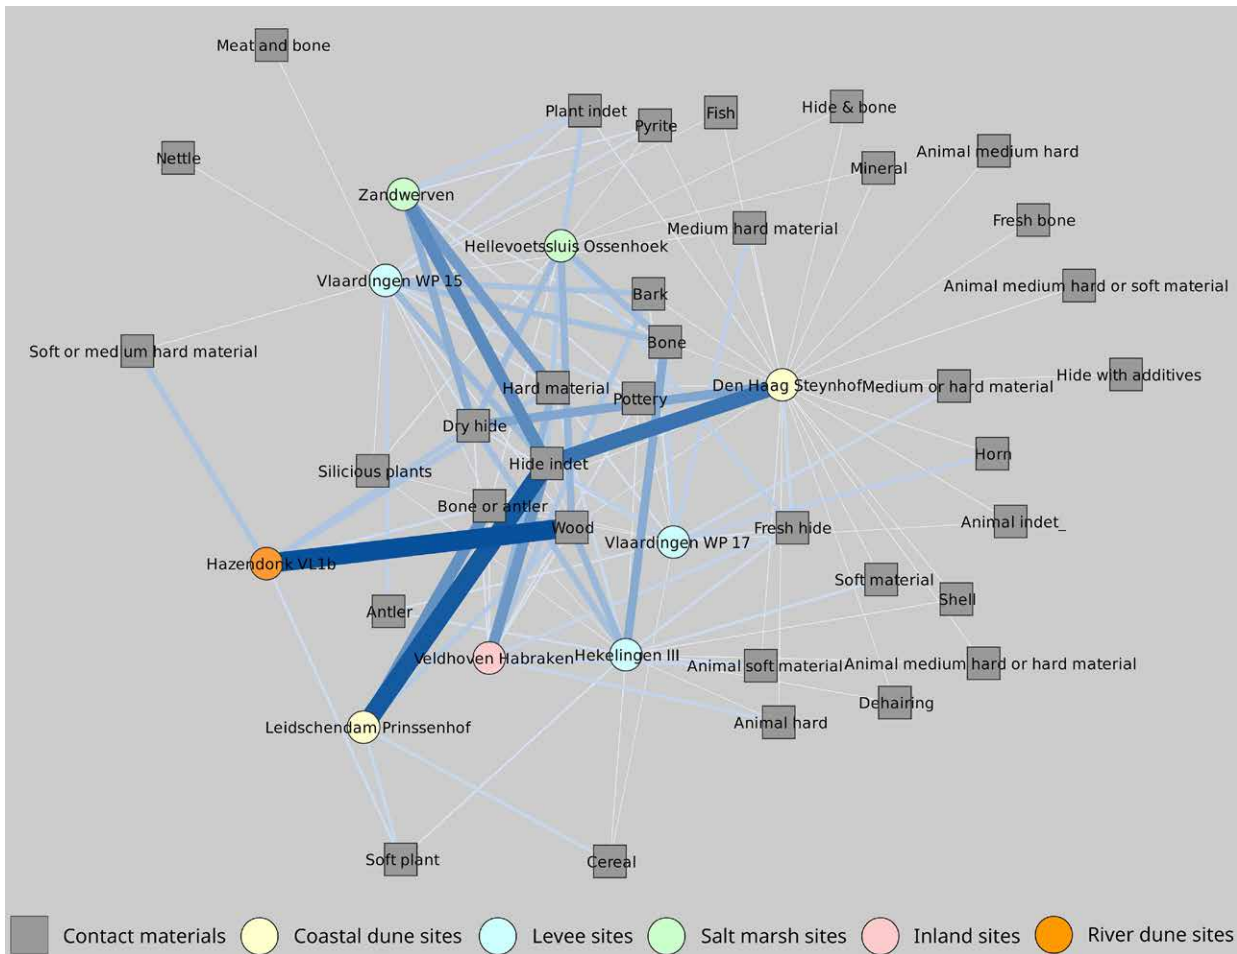 Meat and bone
Plant indet
Pyrite
Fish
Hide & bone
Animal medium hard
Nettle
Mineral
Zandwerven
Fresh bone
Medium hard material
Hellevoetssluis Ossenhoek
Vlaardingen WP 15
Bark
Animal medium hard or soft material
Bone
Soft or medium hard material
Hard material
Pottery
Den Haag Steynhof
Medium or hard material
Hide with additives
Dry hide
Hide indet
Horn
Silicious plants
Bone or antler
Wood
Vlaardingen WP 17
Fresh hide
Animal indet_
Hazendonk VL1b
Soft material
Shell
Antler
Veldhoven Habraken
Hekelingen III
Animal soft material
Animal medium hard or hard material
Dehairing
Leidschendam Prinssenhof
Animal hard
Soft plant
Cereal
Contact materials
Coastal dune sites
Levee sites
Salt marsh sites
Inland sites
River dune sites